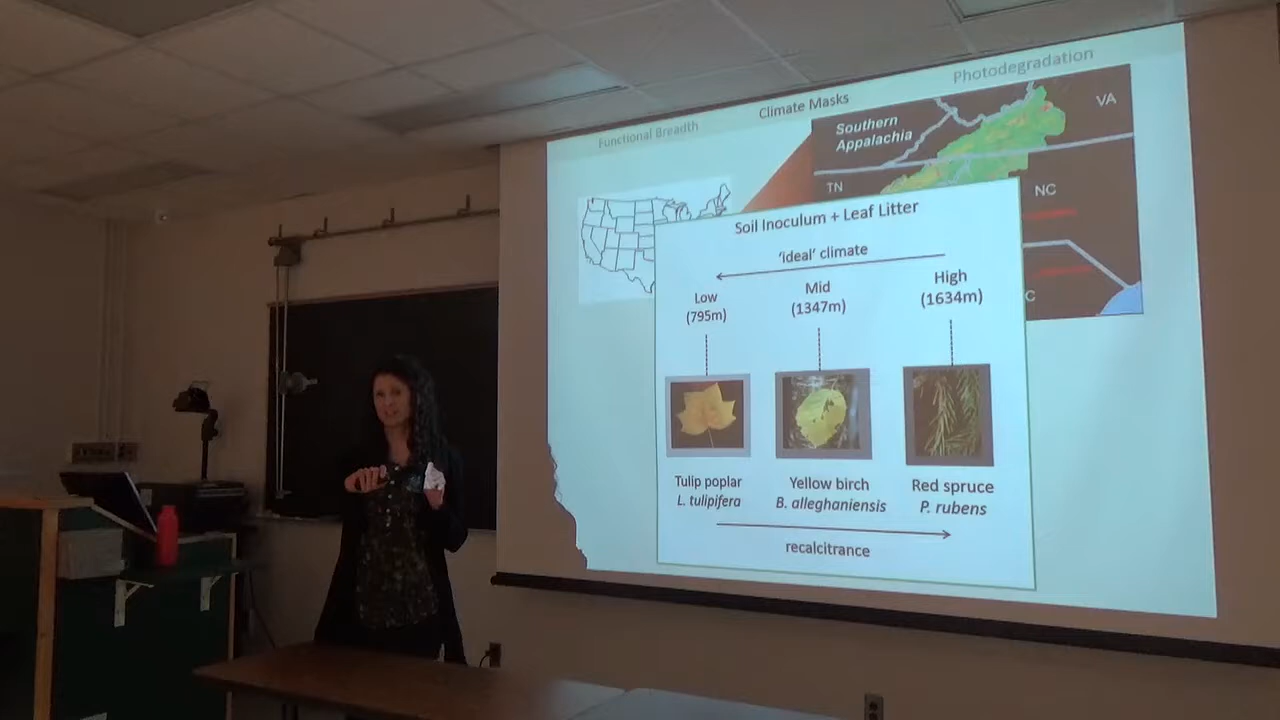 Functional Breadth
Climate Masks
Photodegradation
Southern
Appalachia
VA
TN
NC
C
Soil Inoculum + Leaf Litter
'ideal' climate
Low
(795m)
Mid
(1347m)
High
(1634m)
Tulip poplar
L. tulipifera
Yellow birch
B. alleghaniensis
Red spruce
P. rubens
recalcitrance